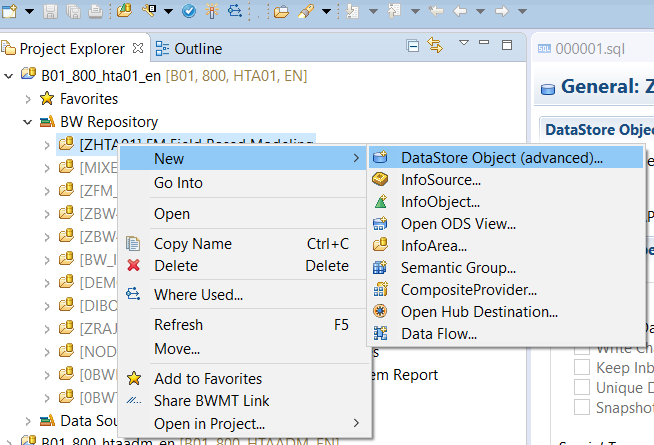 Project Explorer
Outline
000001.sql
B01_800_hta01_en [B01, 800, HTA01, EN]
General: Z
Favorites
BW Repository
DataStore Objec
[ZHTA01] FM Field Based Modeling
New
DataStore Object (advanced)...
[MIXE
Go Into
InfoSource...
[ZFM_
InfoObject...
[ZBW
Open
Open ODS View...
[ZBW
Copy Name Ctrl+C
InfoArea...
[BW_I
Delete Delete
Semantic Group...
[DEM
Where Used...
CompositeProvider...
[DIBO
Open Hub Destination...
[ZRAJ
Refresh F5
Data Flow...
[NOD
Move...
s
Write Ch
[0BW
Add to Favorites
em Report
Keep Inb
[0BW
Share BWMT Link
Unique D
Data Sou
Open in Project...
Snapshot
B01_800_htaadm_en [B01, 800, HTAADM, EN]